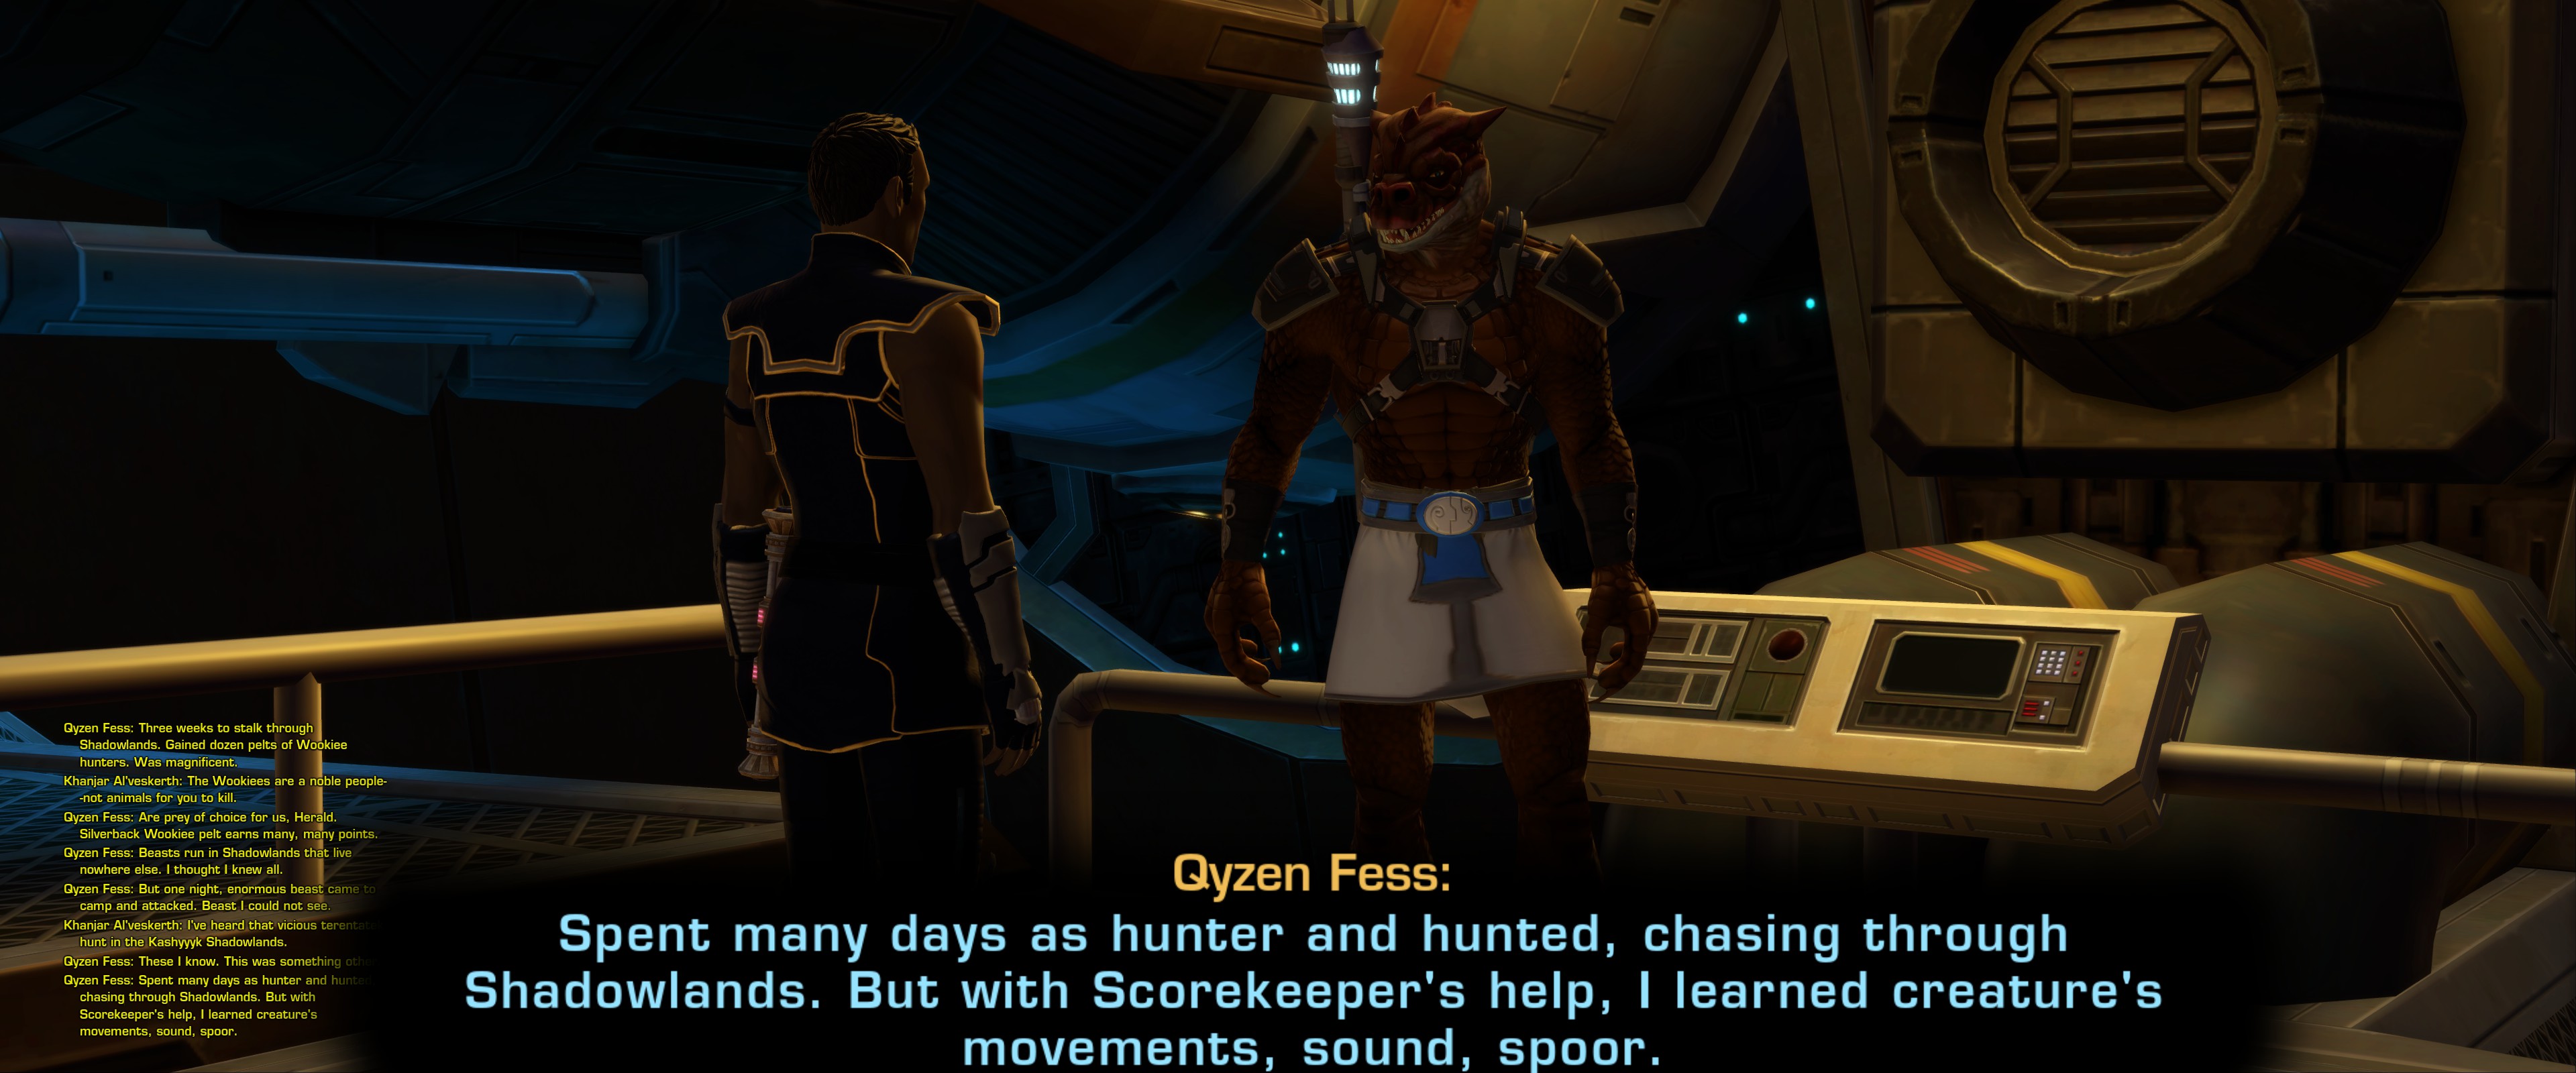 Qyzen Fess: Three weeks to stalk through
Shadowlands. Gained dozen pelts of Wookiee
hunters. Was magnificent.
Khanjar Al'veskerth: The Wookiees are a noble people-
-not animals for you to kill.
Qyzen Fess: Are prey of choice for us, Herald.
Silverback Wookiee pelt earns many, many points.
Qyzen Fess: Beasts run in Shadowlands that live
nowhere else. I thought I knew all.
Qyzen Fess: But one night, enormous beast came to
camp and attacked. Beast I could not see.
Khanjar Al'veskerth: I've heard that vicious
hunt in the Kashyyyk Shadowlands.
Qyzen Fess: These I know. This was something
Qyzen Fess: Spent many days as hunter and hunted
chasing through Shadowlands. But with
Scorekeeper's help, I learned creature's
movements, sound, spoor.
Qyzen Fess:
Spent many days as hunter and hunted, chasing through
Shadowlands. But with Scorekeeper's help, I learned creature's
movements, sound, spoor.